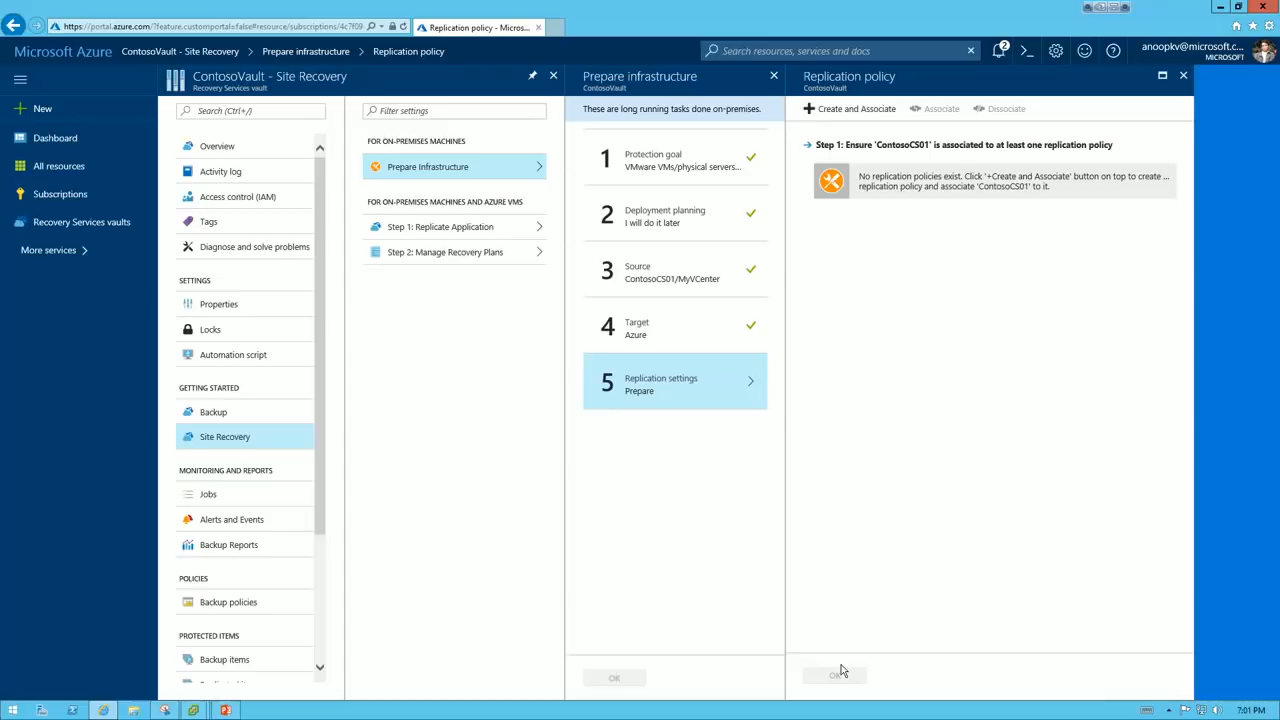 https://portal.azure.com/?feature.customportal=false#resource/subscriptions/4c7f09
Replication policy - Micros...
Microsoft Azure
ContosoVault - Site Recovery
Prepare infrastructure
Replication policy
Search resources, services and docs
2
anoopkv@microsoft.c...
MICROSOFT
New
Dashboard
All resources
Subscriptions
Recovery Services vaults
More services
ContosoVault - Site Recovery
Recovery Services vault
Search (Ctrl+/)
Overview
Activity log
Access control (IAM)
Tags
Diagnose and solve problems
SETTINGS
Properties
Locks
Automation script
GETTING STARTED
Backup
Site Recovery
MONITORING AND REPORTS
Jobs
Alerts and Events
Backup Reports
POLICIES
Backup policies
PROTECTED ITEMS
Backup items
Filter settings
FOR ON-PREMISES MACHINES
Prepare Infrastructure
FOR ON-PREMISES MACHINES AND AZURE VMS
Step 1: Replicate Application
Step 2: Manage Recovery Plans
Prepare infrastructure
ContosoVault
These are long running tasks done on-premises.
1
Protection goal
VMware VMs/physical servers...
2
Deployment planning
I will do it later
3
Source
ContosoCS01/MyVCenter
4
Target
Azure
5
Replication settings
Prepare
OK
Replication policy
ContosoVault
Create and Associate
Associate
Dissociate
Step 1: Ensure 'ContosoCS01' is associated to at least one replication policy
No replication policies exist. Click '+Create and Associate' button on top to create ...
replication policy and associate 'ContosoCS01' to it.
OK
7:01 PM